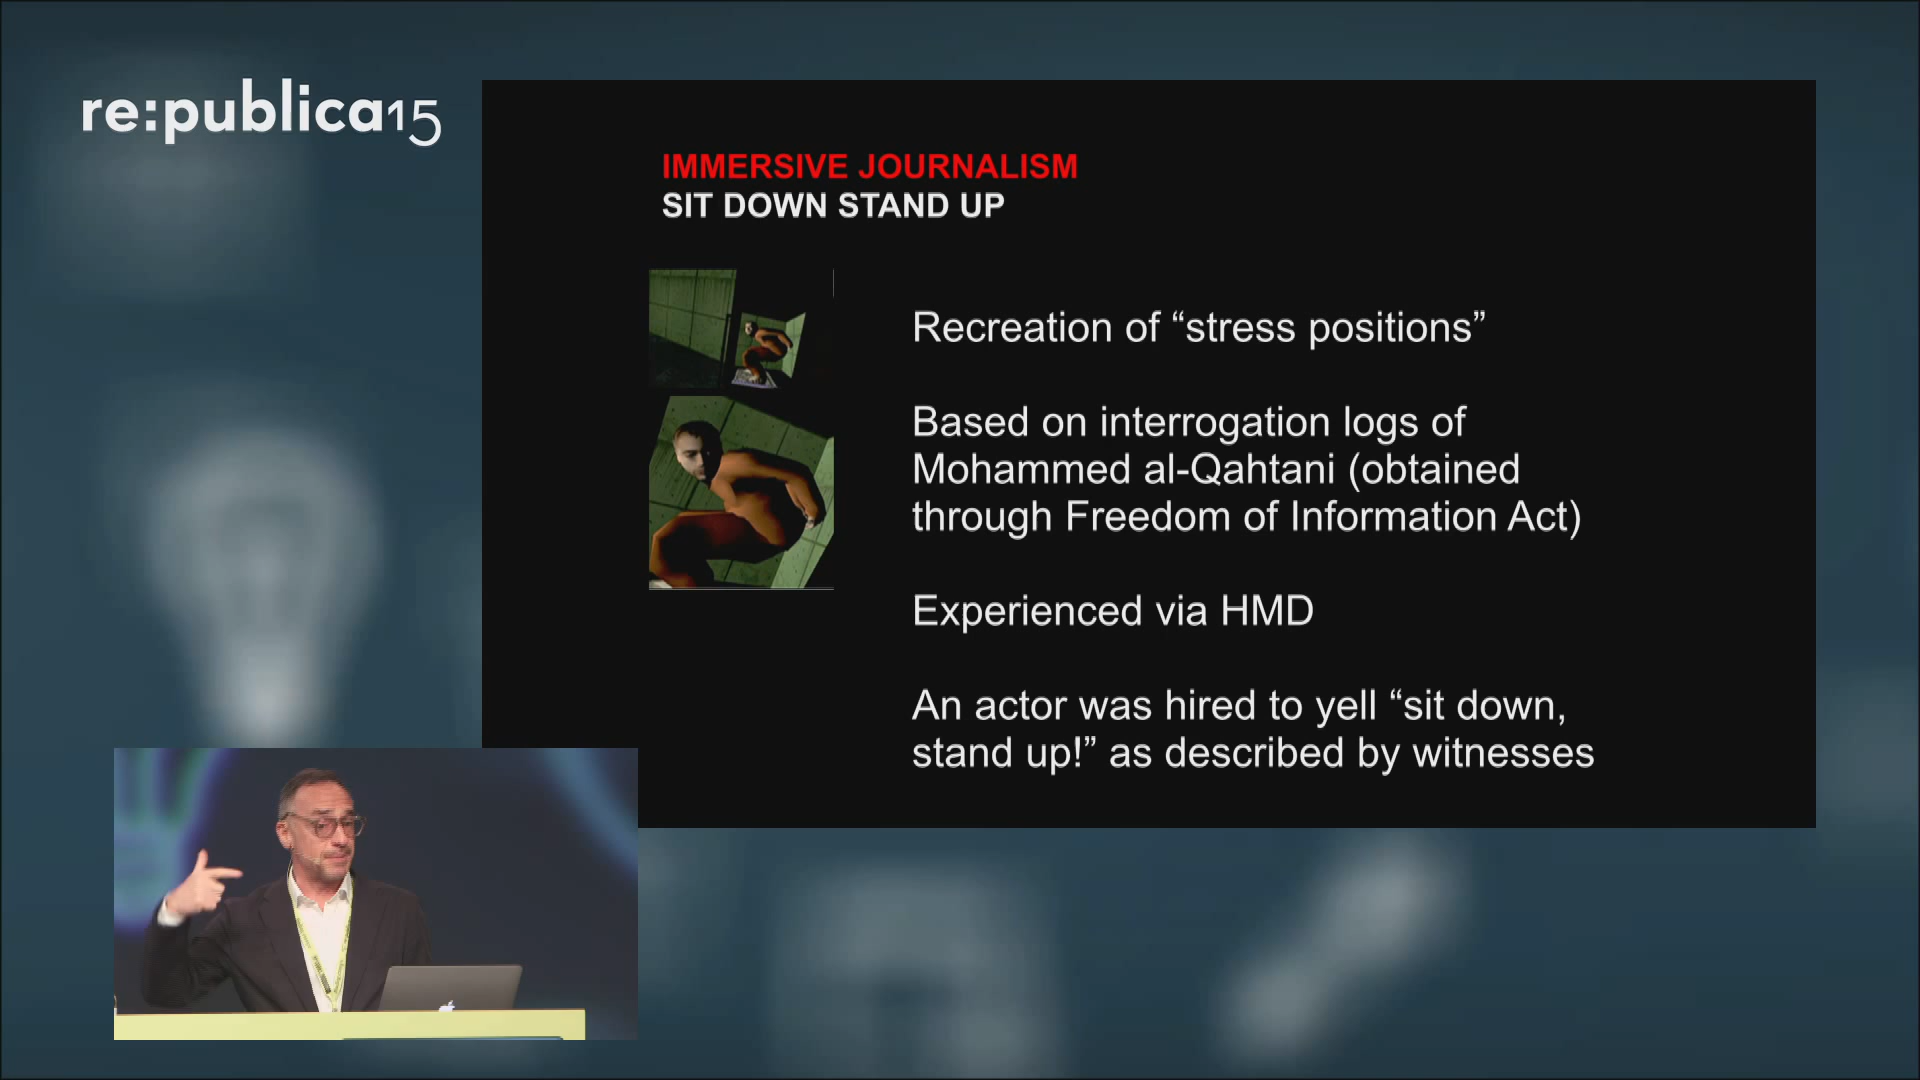 re:publica15
IMMERSIVE JOURNALISM
SIT DOWN STAND UP
Recreation of “stress positions”
Based on interrogation logs of
Mohammed al-Qahtani (obtained
through Freedom of Information Act)
Experienced via HMD
An actor was hired to yell “sit down,
stand up!” as described by witnesses